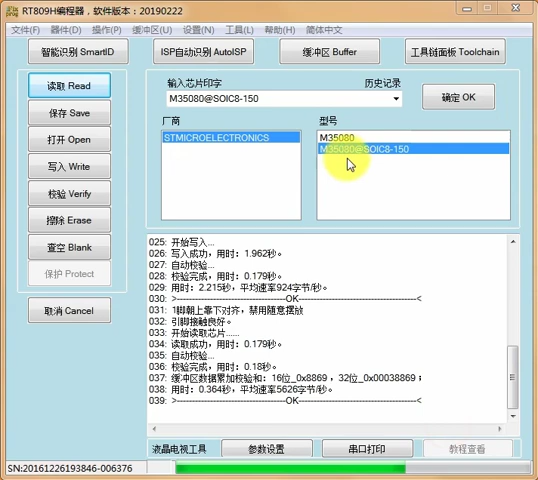 RT809H编程器，软件版本：20190222
文件(F) 器件(D) 操作(P) 缓冲区(U) 设置(N) 工具(L) 帮助(H) 简体中文
智能识别 SmartID ISP自动识别 AutoISP 缓冲区 Buffer 工具链面板 Toolchain
读取 Read
保存 Save
打开 Open
写入 Write
校验 Verify
擦除 Erase
查空 Blank
保护 Protect
取消 Cancel
输入芯片印字 历史记录
M35080@SOIC8-150 确定 OK
厂商 型号
STMICROELECTRONICS M35080
M35080@SOIC8-150
025: 开始写入...
026: 写入成功，用时：1.962秒。
027: 自动校验...
028: 校验完成，用时：0.179秒。
029: 用时：2.215秒，平均速率924字节/秒。
030: >----------------------------OK----------------------------<
031: 1脚朝上靠下对齐，禁用随意摆放
032: 引脚接触良好。
033: 开始读取芯片......
034: 读取成功，用时：0.179秒。
035: 自动校验...
036: 校验完成，用时：0.18秒。
037: 缓冲区数据累加校验和：16位_0x8869，32位_0x00038869；
038: 用时：0.364秒，平均速率5626字节/秒。
039: >----------------------------OK----------------------------<
液晶电视工具 参数设置 串口打印 教程查看
SN:20161226193846-006376